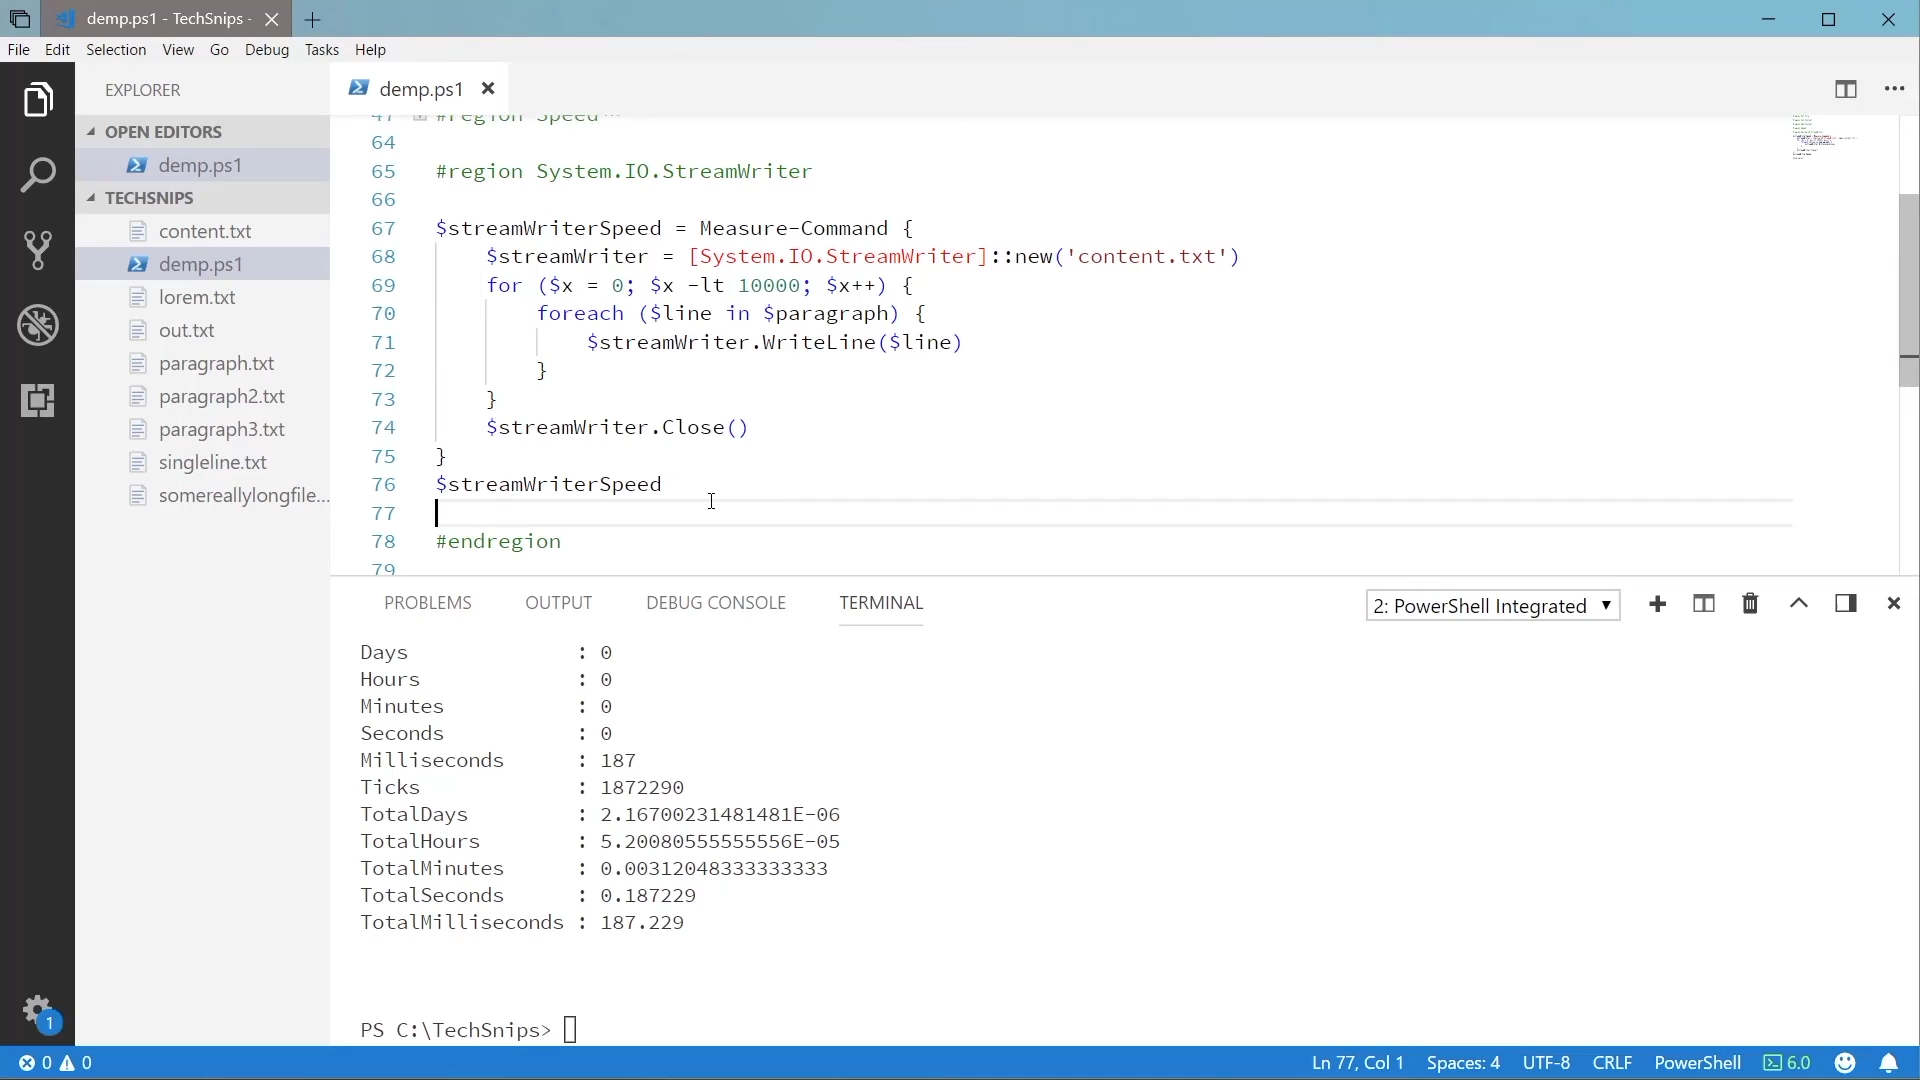 demp.ps1 - TechSnips -
File Edit Selection View Go Debug Tasks Help
EXPLORER
OPEN EDITORS
demp.ps1
TECHSNIPS
content.txt
demp.ps1
lorem.txt
out.txt
paragraph.txt
paragraph2.txt
paragraph3.txt
singleline.txt
somereallylongfile...
1
demp.ps1
47 #region Speed...
64
65 #region System.IO.StreamWriter
66
67 $streamWriterSpeed = Measure-Command {
68 $streamWriter = [System.IO.StreamWriter]::new('content.txt')
69 for ($x = 0; $x -lt 10000; $x++) {
70 foreach ($line in $paragraph) {
71 $streamWriter.WriteLine($line)
72 }
73 }
74 $streamWriter.Close()
75 }
76 $streamWriterSpeed
77
78 #endregion
79
PROBLEMS OUTPUT DEBUG CONSOLE TERMINAL 2: PowerShell Integrated
Days : 0
Hours : 0
Minutes : 0
Seconds : 0
Milliseconds : 187
Ticks : 1872290
TotalDays : 2.16700231481481E-06
TotalHours : 5.20080555555556E-05
TotalMinutes : 0.00312048333333333
TotalSeconds : 0.187229
TotalMilliseconds : 187.229
PS C:\TechSnips>
0 0 Ln 77, Col 1 Spaces: 4 UTF-8 CRLF PowerShell 6.0